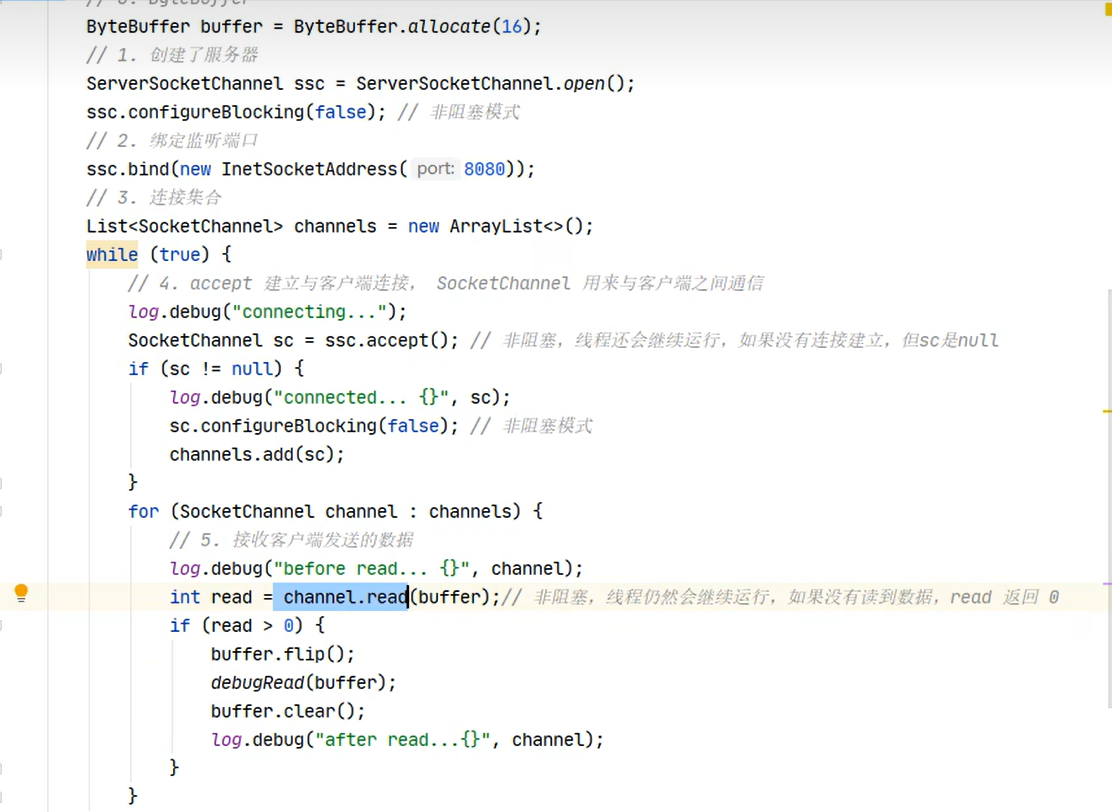 // 0. ByteBuffer
ByteBuffer buffer = ByteBuffer.allocate(16);
// 1. 创建了服务器
ServerSocketChannel ssc = ServerSocketChannel.open();
ssc.configureBlocking(false); // 非阻塞模式
// 2. 绑定监听端口
ssc.bind(new InetSocketAddress( port: 8080));
// 3. 连接集合
List<SocketChannel> channels = new ArrayList<>();
while (true) {
// 4. accept 建立与客户端连接， SocketChannel 用来与客户端之间通信
log.debug("connecting...");
SocketChannel sc = ssc.accept(); // 非阻塞，线程还会继续运行，如果没有连接建立，但sc是null
if (sc != null) {
log.debug("connected... {}", sc);
sc.configureBlocking(false); // 非阻塞模式
channels.add(sc);
}
for (SocketChannel channel : channels) {
// 5. 接收客户端发送的数据
log.debug("before read... {}", channel);
int read = channel.read(buffer);// 非阻塞，线程仍然会继续运行，如果没有读到数据，read 返回 0
if (read > 0) {
buffer.flip();
debugRead(buffer);
buffer.clear();
log.debug("after read...{}", channel);
}
}